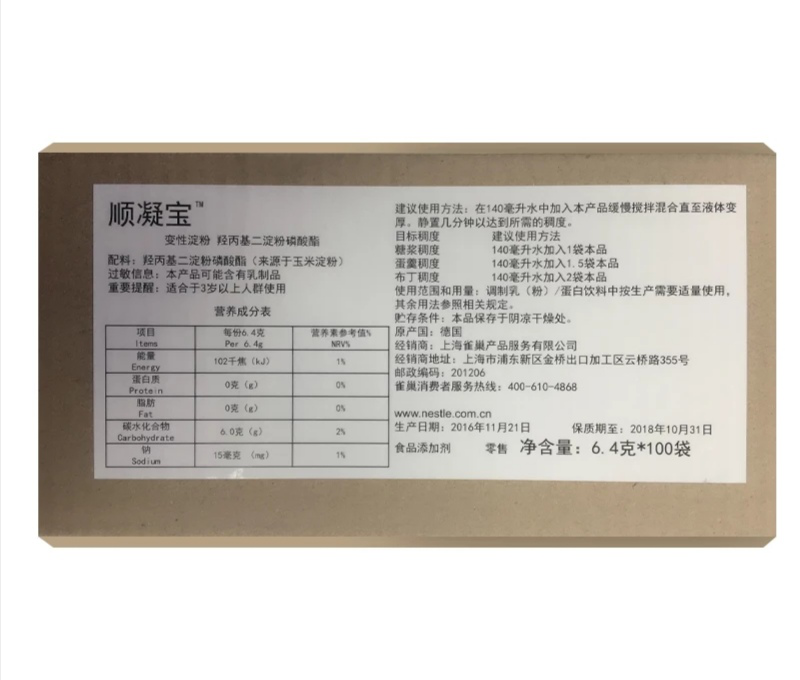 顺凝宝™
变性淀粉 羟丙基二淀粉磷酸酯
配料：羟丙基二淀粉磷酸酯（来源于玉米淀粉）
过敏信息：本产品可能含有乳制品
重要提醒：适合于3岁以上人群使用
营养成分表
项目 每份6.4克 营养素参考值%
Items Per 6.4g NRV%
能量 102千焦（kJ） 1%
Energy
蛋白质 0克（g） 0%
Protein
脂肪 0克（g） 0%
Fat
碳水化合物 6.0克（g） 2%
Carbohydrate
钠 15毫克 （mg） 1%
Sodium
建议使用方法：在140毫升水中加入本产品缓慢搅拌混合直至液体变
厚。静置几分钟以达到所需的稠度。
目标稠度 建议使用方法
糖浆稠度 140毫升水加入1袋本品
蛋羹稠度 140毫升水加入1.5袋本品
布丁稠度 140毫升水加入2袋本品
使用范围和用量：调制乳（粉）/蛋白饮料中按生产需要适量使用，
其余用法参照相关规定。
贮存条件：本品保存于阴凉干燥处。
原产国：德国
经销商：上海雀巢产品服务有限公司
经销商地址：上海市浦东新区金桥出口加工区云桥路355号
邮政编码：201206
雀巢消费者服务热线：400-610-4868
www.nestle.com.cn
生产日期：2016年11月21日 保质期至：2018年10月31日
食品添加剂 零售 净含量：6.4克*100袋